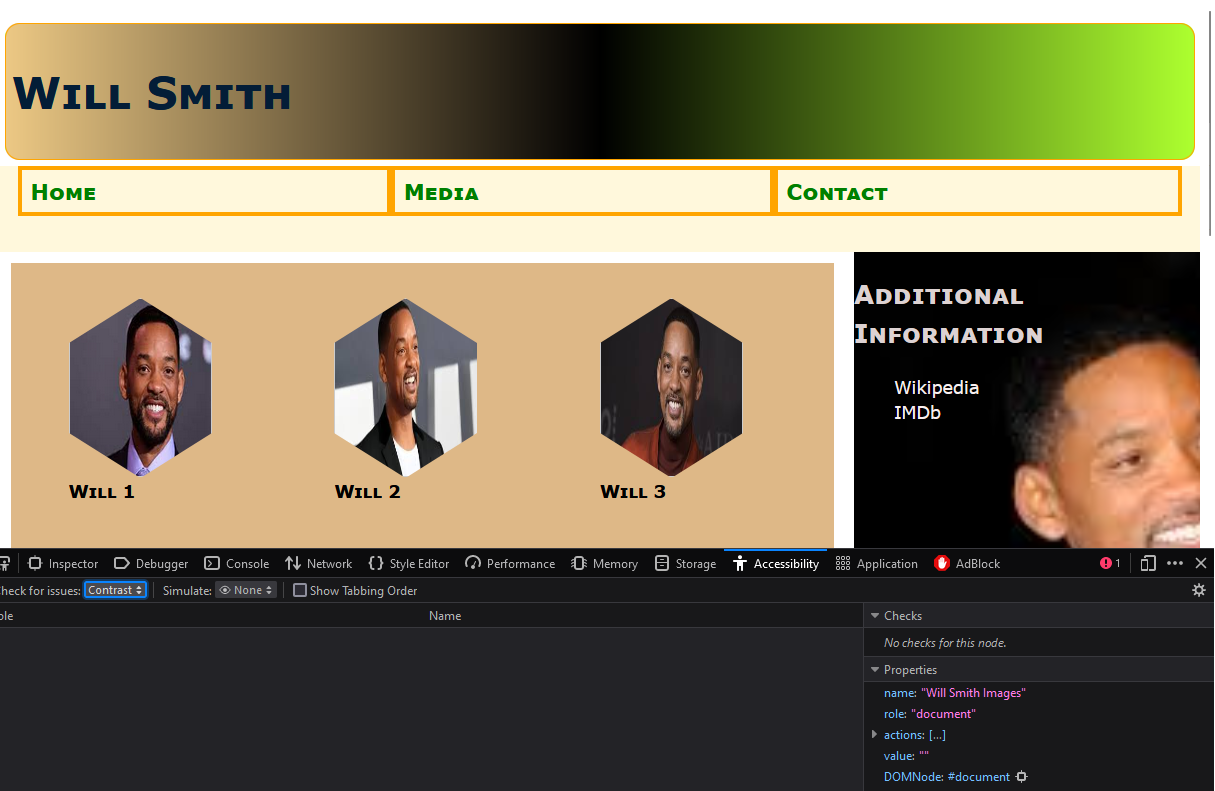 Will Smith
Home
Media
Contact
Additional
Information
Wikipedia
IMDb
Will 1
Will 2
Will 3
Inspector
Debugger
Console
Network
Style Editor
Performance
Memory
Storage
Accessibility
Application
AdBlock
1
heck for issues: Contrast
Simulate: None
Show Tabbing Order
ole
Name
Checks
No checks for this node.
Properties
name: "Will Smith Images"
role: "document"
actions: […]
value: ""
DOMNode: #document